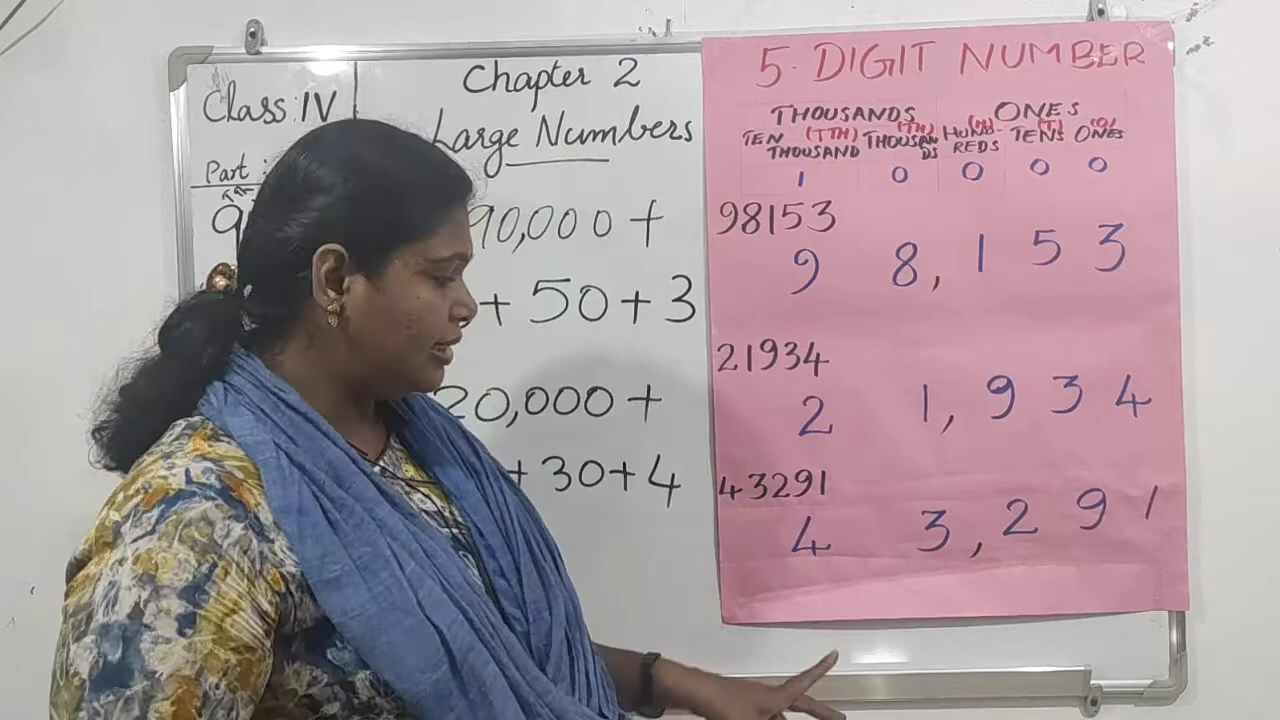 Class: IV
Part :
9
Chapter 2
Large Numbers
90,000 +
+ 50 + 3
20,000 +
+ 30 + 4
5. DIGIT NUMBER
THOUSANDS ONES
TEN THOUSAND (TTH) THOUSANDS (TH) HUNDREDS (H) TENS (T) ONES (O)
1 0 0 0 0
98153
9 8, 1 5 3
21934
2 1, 9 3 4
43291
4 3, 2 9 1